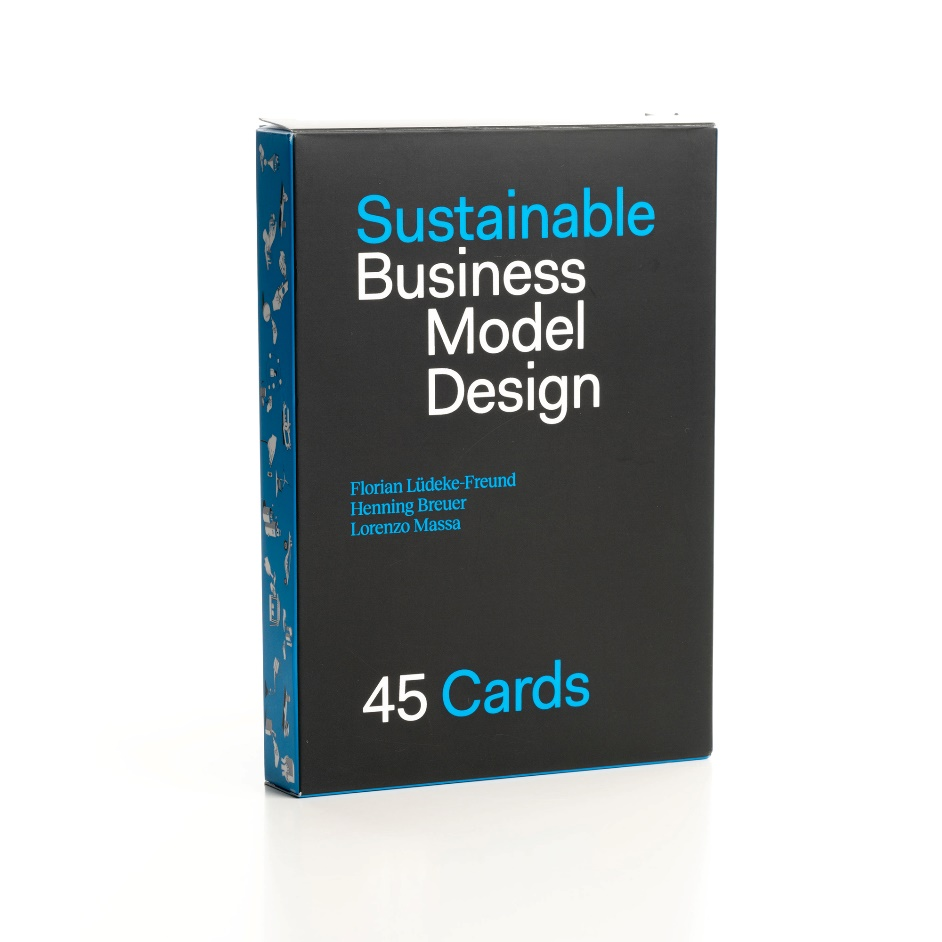 Sustainable
Business
Model
Design
Florian Lüdeke-Freund
Henning Breuer
Lorenzo Massa
45 Cards